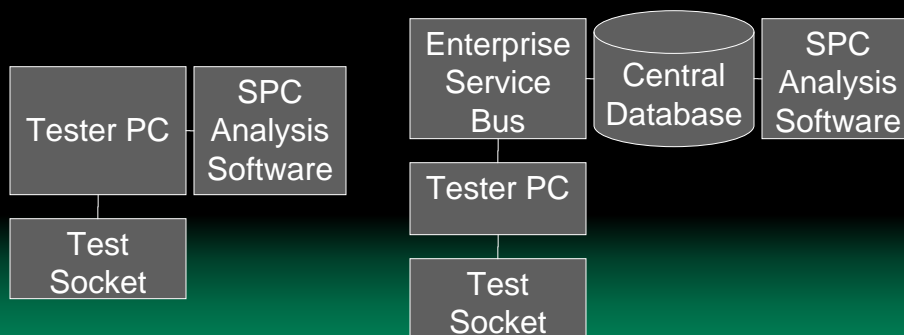 Tester PC
SPC
Analysis
Software
Test
Socket
Enterprise
Service
Bus
Central
Database
SPC
Analysis
Software
Tester PC
Test
Socket